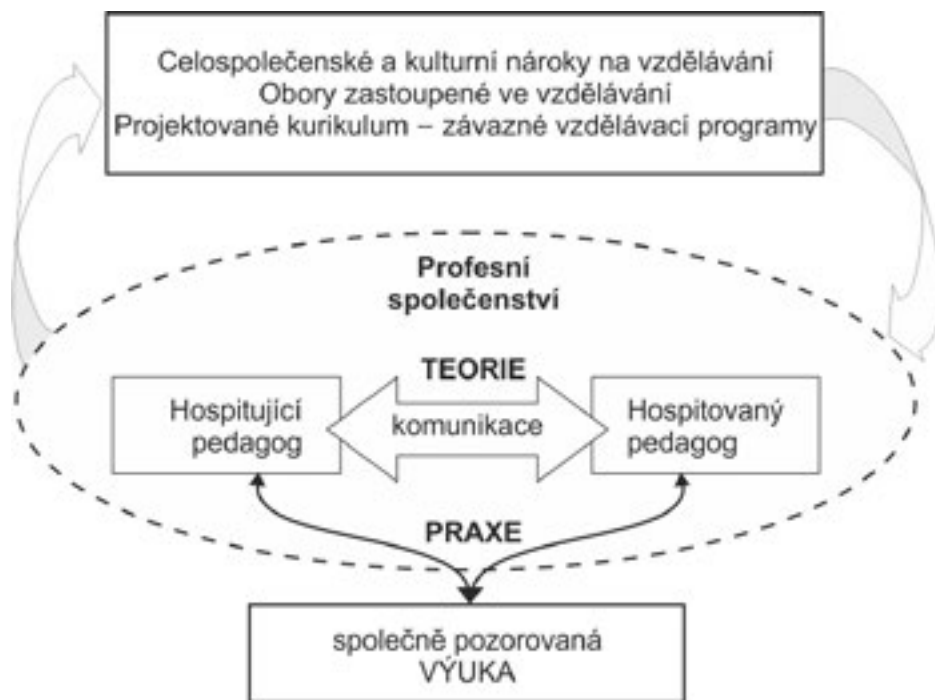 Celospolečenské a kulturní nároky na vzdělávání
Obory zastoupené ve vzdělávání
Projektované kurikulum – závazné vzdělávací programy
Profesní
společenství
TEORIE
Hospitující
pedagog
komunikace
Hospitovaný
pedagog
PRAXE
společně pozorovaná
VÝUKA